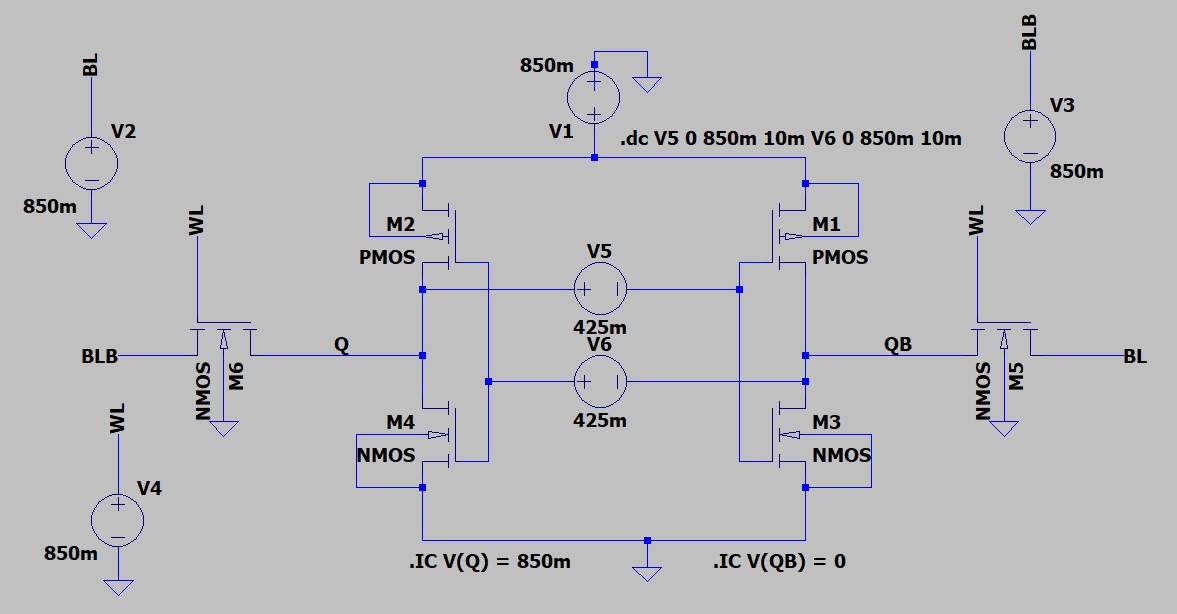 BLB
BL
850m
V3
V2
V1
.dc V5 0 850m 10m V6 0 850m 10m
850m
850m
WL
WL
M2
M1
PMOS
PMOS
V5
425m
V6
425m
Q
QB
BLB
BL
NMOS
M6
NMOS
M5
WL
M4
M3
NMOS
NMOS
V4
850m
.IC V(Q) = 850m
.IC V(QB) = 0